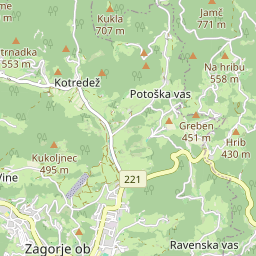 Kukla
707 m
Jamč
771 m
trnadka
553 m
Na hribu
558 m
Kotredež
Potoška vas
Greben
451 m
Hrib
430 m
Kukoljnec
495 m
Vine
221
Zagorje ob
Ravenska vas